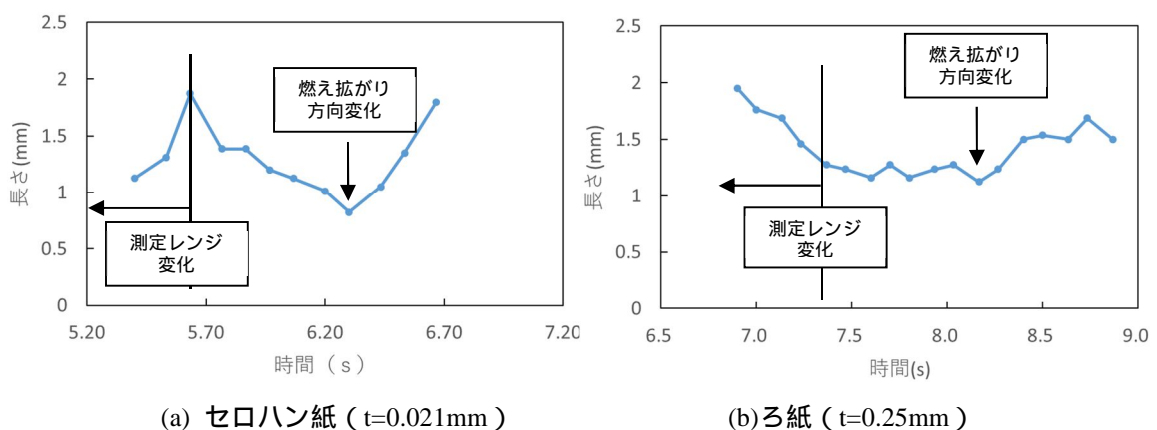 2.5
2
1.5
1
0.5
0
長さ(mm)
燃え拡がり
方向変化
測定レンジ
変化
5.20 5.70 6.20 6.70 7.20
時間（s）
(a) セロハン紙（t=0.021mm）
2.5
2
1.5
1
0.5
0
長さ(mm)
燃え拡がり
方向変化
測定レンジ
変化
6.5 7.0 7.5 8.0 8.5 9.0
時間(s)
(b)ろ紙（t=0.25mm）